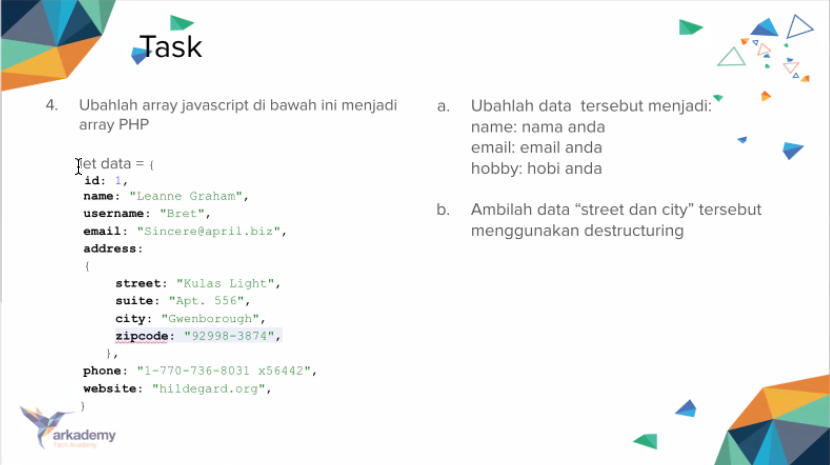 Task
4. Ubahlah array javascript di bawah ini menjadi
array PHP
let data = {
id: 1,
name: "Leanne Graham",
username: "Bret",
email: "Sincere@april.biz",
address:
{
street: "Kulas Light",
suite: "Apt. 556",
city: "Gwenborough",
zipcode: "92998-3874",
},
phone: "1-770-736-8031 x56442",
website: "hildegard.org",
}
a. Ubahlah data tersebut menjadi:
name: nama anda
email: email anda
hobby: hobi anda
b. Ambilah data “street dan city” tersebut
menggunakan destructuring
arkademy
Tech Academy